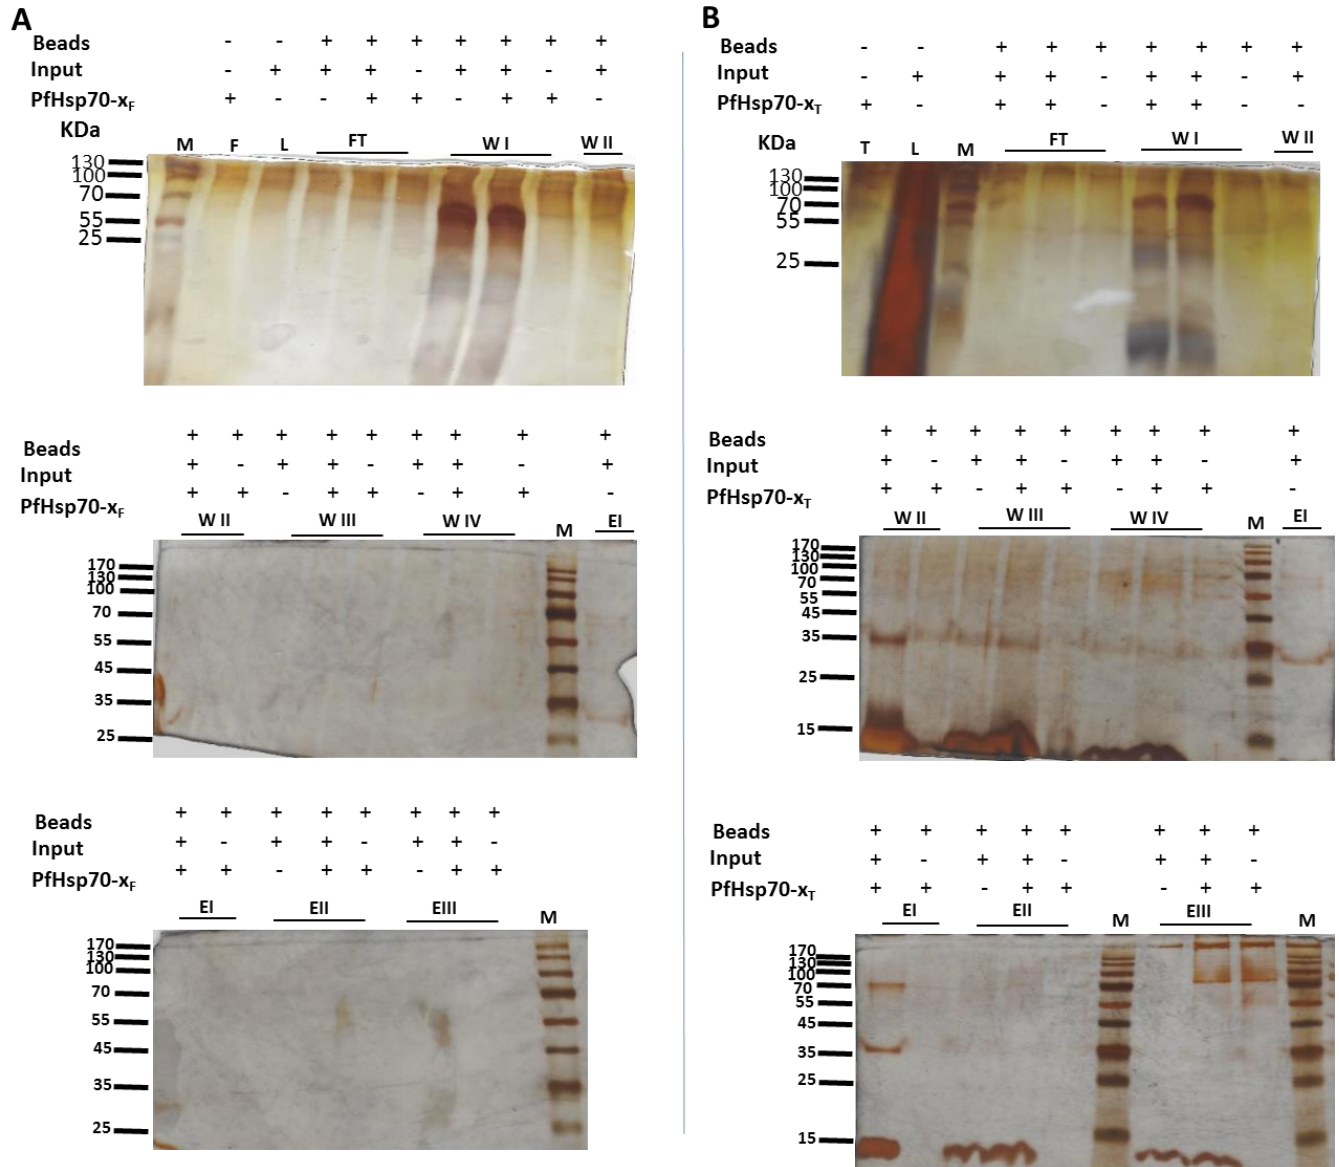 A
Beads - - + + + + + + +
Input - + + + - + + - +
PfHsp70-xF + - - + + - + + -
KDa
M F L FT W I W II
130
100
70
55
25
Beads + + + + + + + + +
Input + - + + - + + - +
PfHsp70-xF + + - + + - + + -
W II W III W IV M EI
170
130
100
70
55
45
35
25
Beads + + + + + + + +
Input + - + + - + + -
PfHsp70-xF + + - + + - + +
EI EII EIII M
170
130
100
70
55
45
35
25
B
Beads - - + + + + + + +
Input - + + + - + + - +
PfHsp70-xT + - + + - + + - -
KDa
T L M FT W I W II
130
100
70
55
25
Beads + + + + + + + + +
Input + - + + - + + - +
PfHsp70-xT + + - + + - + + -
W II W III W IV M EI
170
130
100
70
55
45
35
25
15
Beads + + + + + + + +
Input + - + + - + + -
PfHsp70-xT + + - + + - + +
EI EII M EIII M
170
130
100
70
55
45
35
25
15